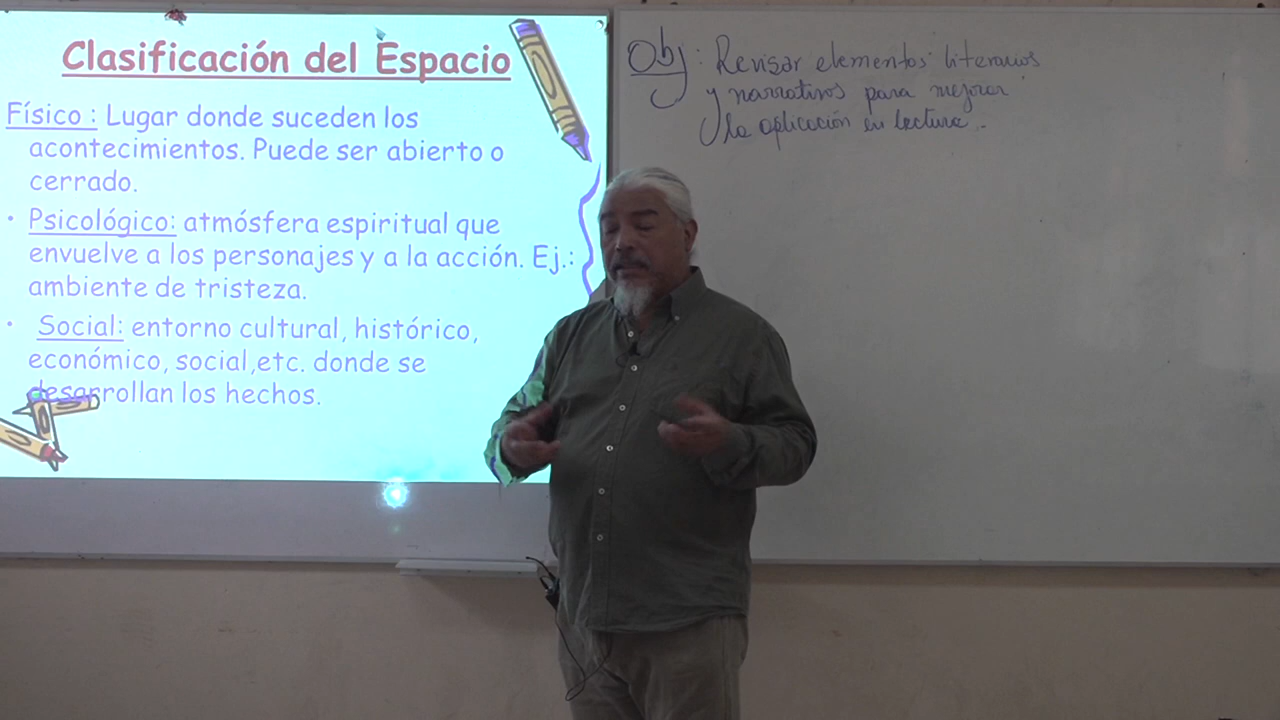 Clasificación del Espacio
Físico : Lugar donde suceden los
acontecimientos. Puede ser abierto o
cerrado.
• Psicológico: atmósfera espiritual que
envuelve a los personajes y a la acción. Ej.:
ambiente de tristeza.
• Social: entorno cultural, histórico,
económico, social,etc. donde se
desarrollan los hechos.
Obj : Revisar elementos literarios
y narrativos para mejorar
la aplicación en lectura.